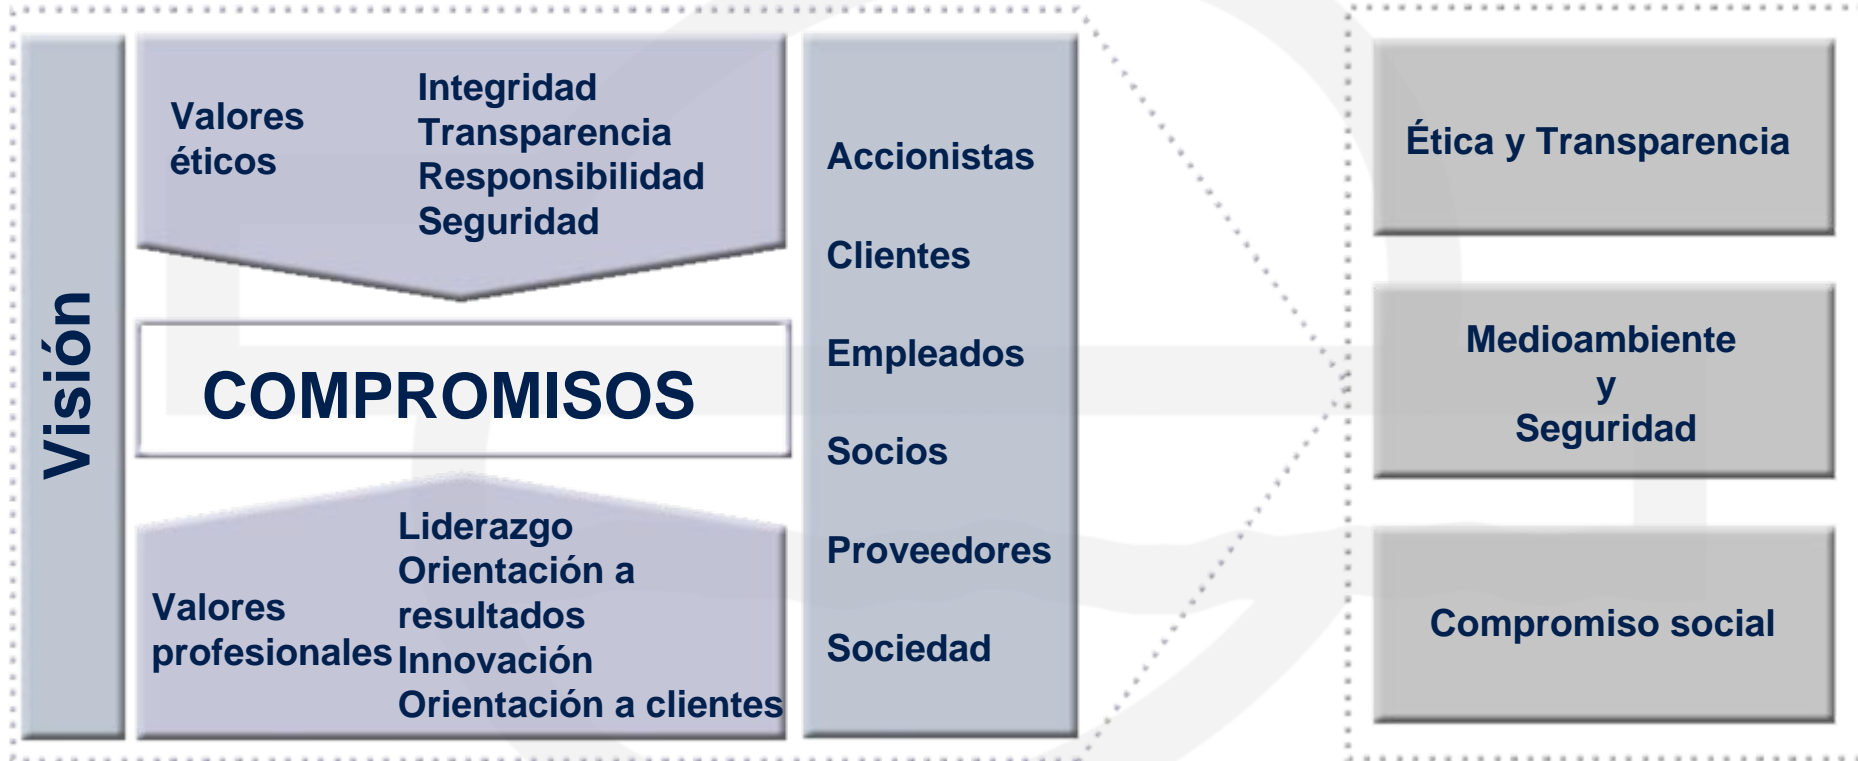 Visión
Valores
éticos
Integridad
Transparencia
Responsibilidad
Seguridad
COMPROMISOS
Valores
profesionales
Liderazgo
Orientación a
resultados
Innovación
Orientación a clientes
Accionistas
Clientes
Empleados
Socios
Proveedores
Sociedad
Ética y Transparencia
Medioambiente
y
Seguridad
Compromiso social